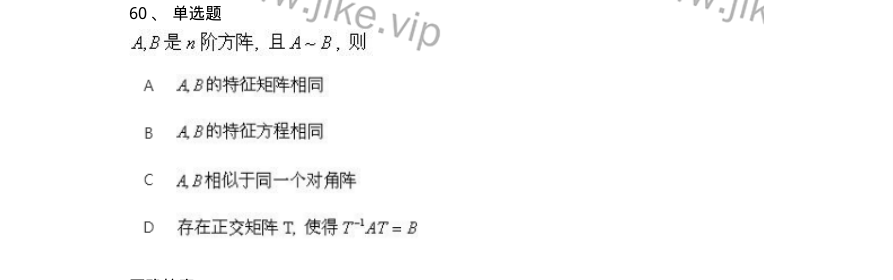 60 、 单选题
A,B 是 n 阶方阵, 且 A ~ B , 则
A A, B 的特征矩阵相同
B A, B 的特征方程相同
C A, B 相似于同一个对角阵
D 存在正交矩阵 T, 使得 T⁻¹AT = B
.jike.vip